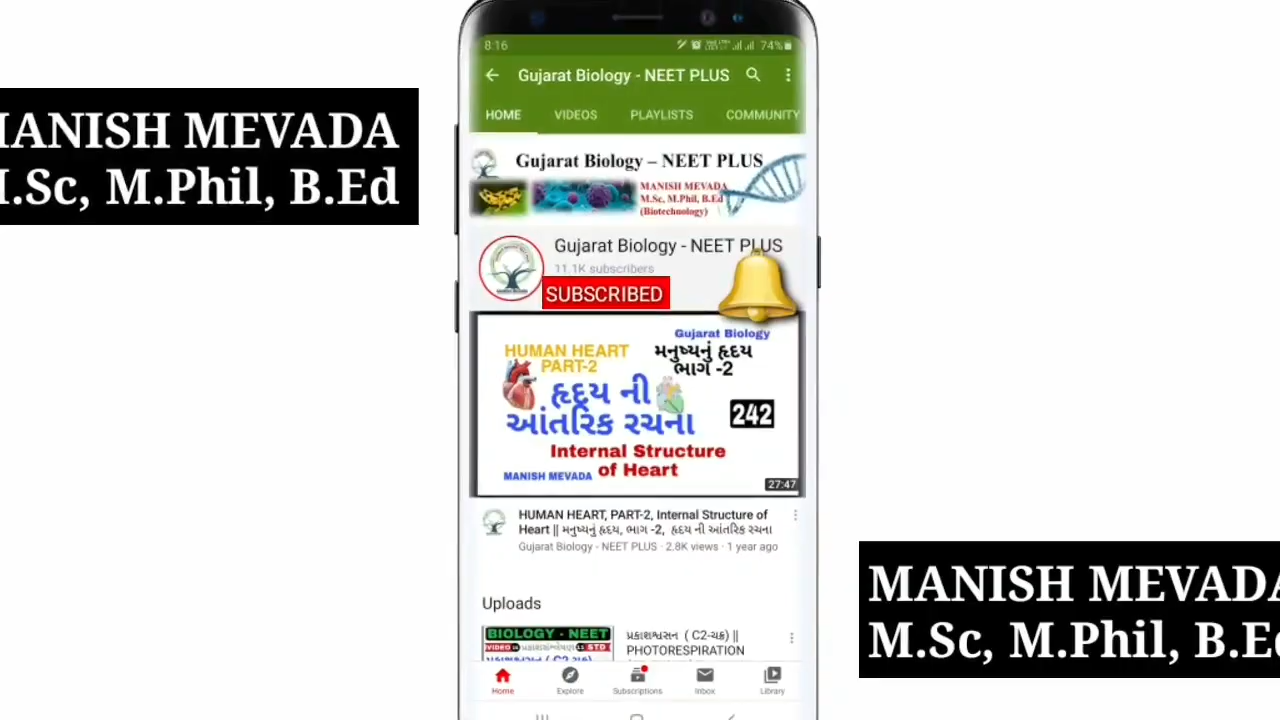 MANISH MEVADA
M.Sc, M.Phil, B.Ed
8:16
74%
Gujarat Biology - NEET PLUS
HOME VIDEOS PLAYLISTS COMMUNITY
Gujarat Biology – NEET PLUS
MANISH MEVADA
M.Sc, M.Phil, B.Ed
(Biotechnology)
Gujarat Biology - NEET PLUS
11.1K subscribers
SUBSCRIBED
Gujarat Biology
HUMAN HEART
PART-2
મનુષ્યનું હૃદય
ભાગ -2
હૃદય ની
આંતરિક રચના
242
Internal Structure
of Heart
MANISH MEVADA
27:47
HUMAN HEART, PART-2, Internal Structure of
Heart || મનુષ્યનું હૃદય, ભાગ -2, હૃદય ની આંતરિક રચના
Gujarat Biology - NEET PLUS · 2.8K views · 1 year ago
Uploads
BIOLOGY - NEET
VIDEO
STD
પ્રકાશશ્વસન ( C2-ચક્ર) ||
PHOTORESPIRATION
Home Explore Subscriptions Inbox Library
MANISH MEVADA
M.Sc, M.Phil, B.Ed